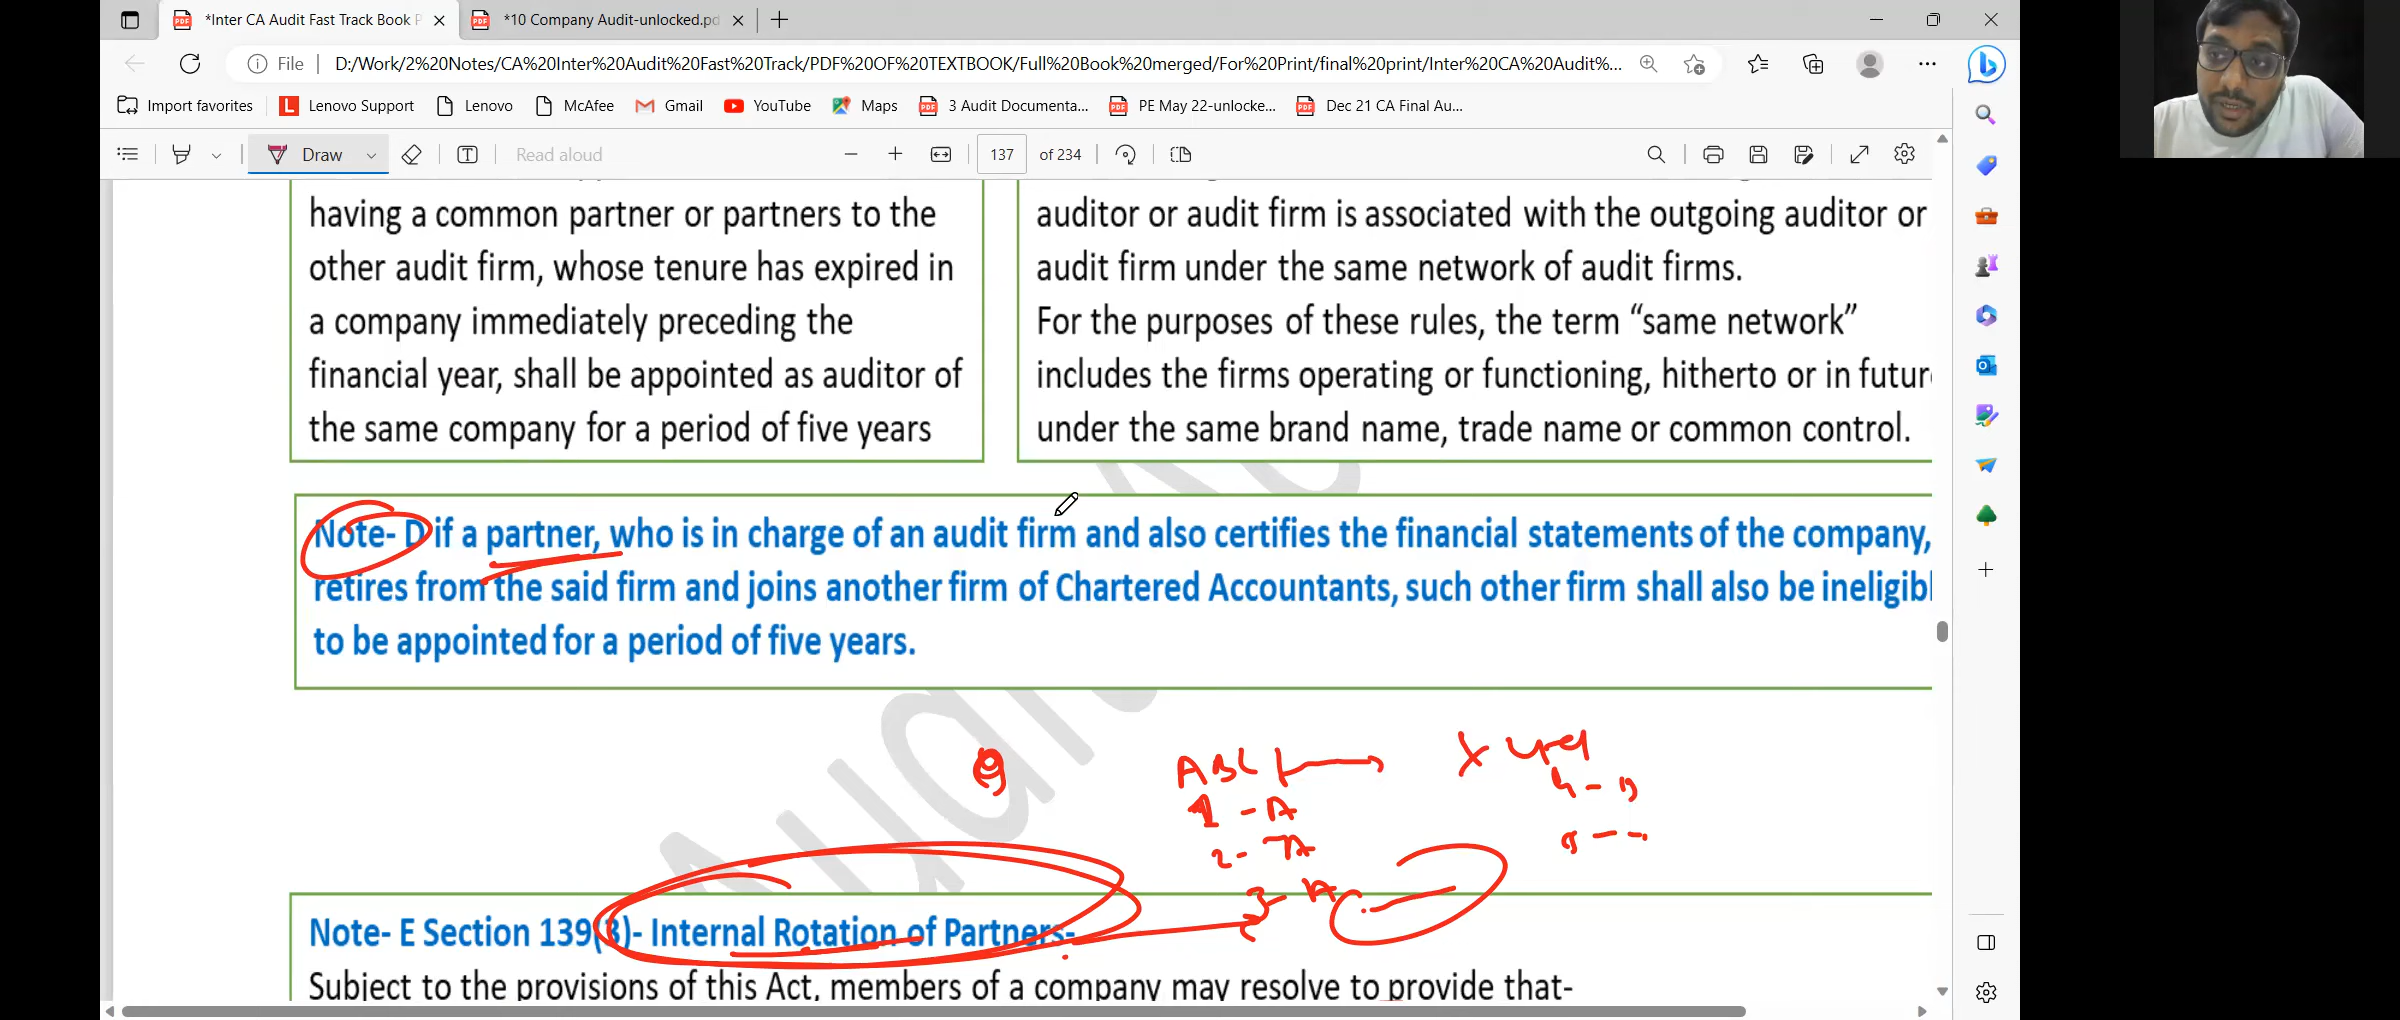 *Inter CA Audit Fast Track Book P
*10 Company Audit-unlocked.pd
File
D:/Work/2%20Notes/CA%20Inter%20Audit%20Fast%20Track/PDF%20OF%20TEXTBOOK/Full%20Book%20merged/For%20Print/final%20print/Inter%20CA%20Audit%...
Import favorites
Lenovo Support
Lenovo
McAfee
Gmail
YouTube
Maps
3 Audit Documenta...
PE May 22-unlocke...
Dec 21 CA Final Au...
Draw
Read aloud
137
of 234
having a common partner or partners to the
other audit firm, whose tenure has expired in
a company immediately preceding the
financial year, shall be appointed as auditor of
the same company for a period of five years
auditor or audit firm is associated with the outgoing auditor or
audit firm under the same network of audit firms.
For the purposes of these rules, the term “same network”
includes the firms operating or functioning, hitherto or in futur
under the same brand name, trade name or common control.
Note- D if a partner, who is in charge of an audit firm and also certifies the financial statements of the company,
retires from the said firm and joins another firm of Chartered Accountants, such other firm shall also be ineligibl
to be appointed for a period of five years.
ABC
1 - A
2 - A
3 - A
Note- E Section 139(3)- Internal Rotation of Partners-
Subject to the provisions of this Act, members of a company may resolve to provide that-